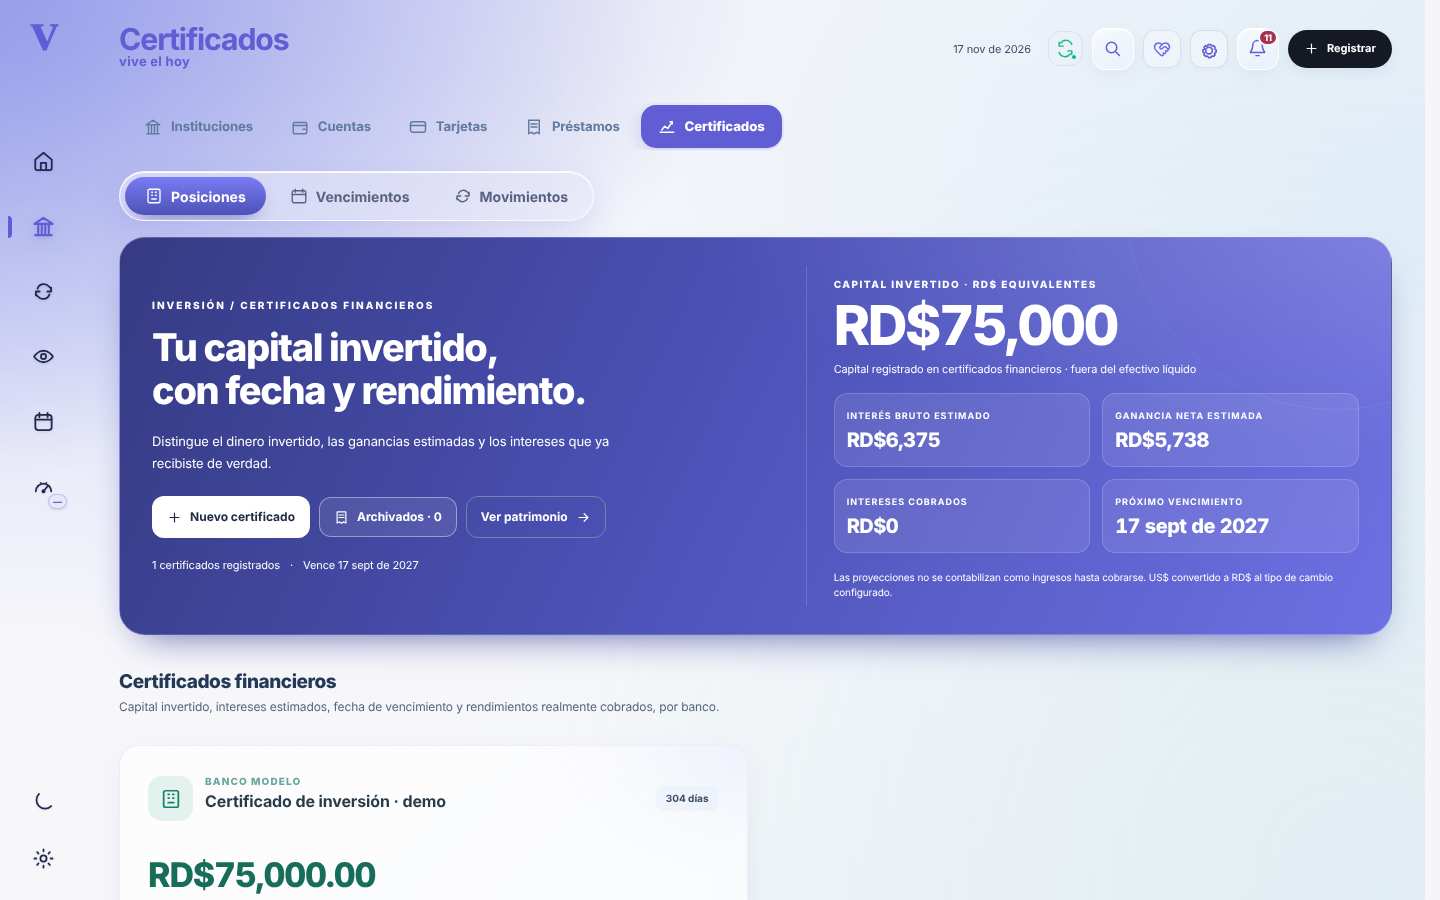 V
Certificados
vive el hoy
17 nov de 2026
11
Registrar
Instituciones
Cuentas
Tarjetas
Préstamos
Certificados
Posiciones
Vencimientos
Movimientos
INVERSIÓN / CERTIFICADOS FINANCIEROS
Tu capital invertido,
con fecha y rendimiento.
Distingue el dinero invertido, las ganancias estimadas y los intereses que ya
recibiste de verdad.
Nuevo certificado
Archivados · 0
Ver patrimonio
1 certificados registrados · Vence 17 sept de 2027
CAPITAL INVERTIDO · RD$ EQUIVALENTES
RD$75,000
Capital registrado en certificados financieros · fuera del efectivo líquido
INTERÉS BRUTO ESTIMADO
RD$6,375
GANANCIA NETA ESTIMADA
RD$5,738
INTERESES COBRADOS
RD$0
PRÓXIMO VENCIMIENTO
17 sept de 2027
Las proyecciones no se contabilizan como ingresos hasta cobrarse. US$ convertido a RD$ al tipo de cambio
configurado.
Certificados financieros
Capital invertido, intereses estimados, fecha de vencimiento y rendimientos realmente cobrados, por banco.
BANCO MODELO
Certificado de inversión · demo
304 días
RD$75,000.00